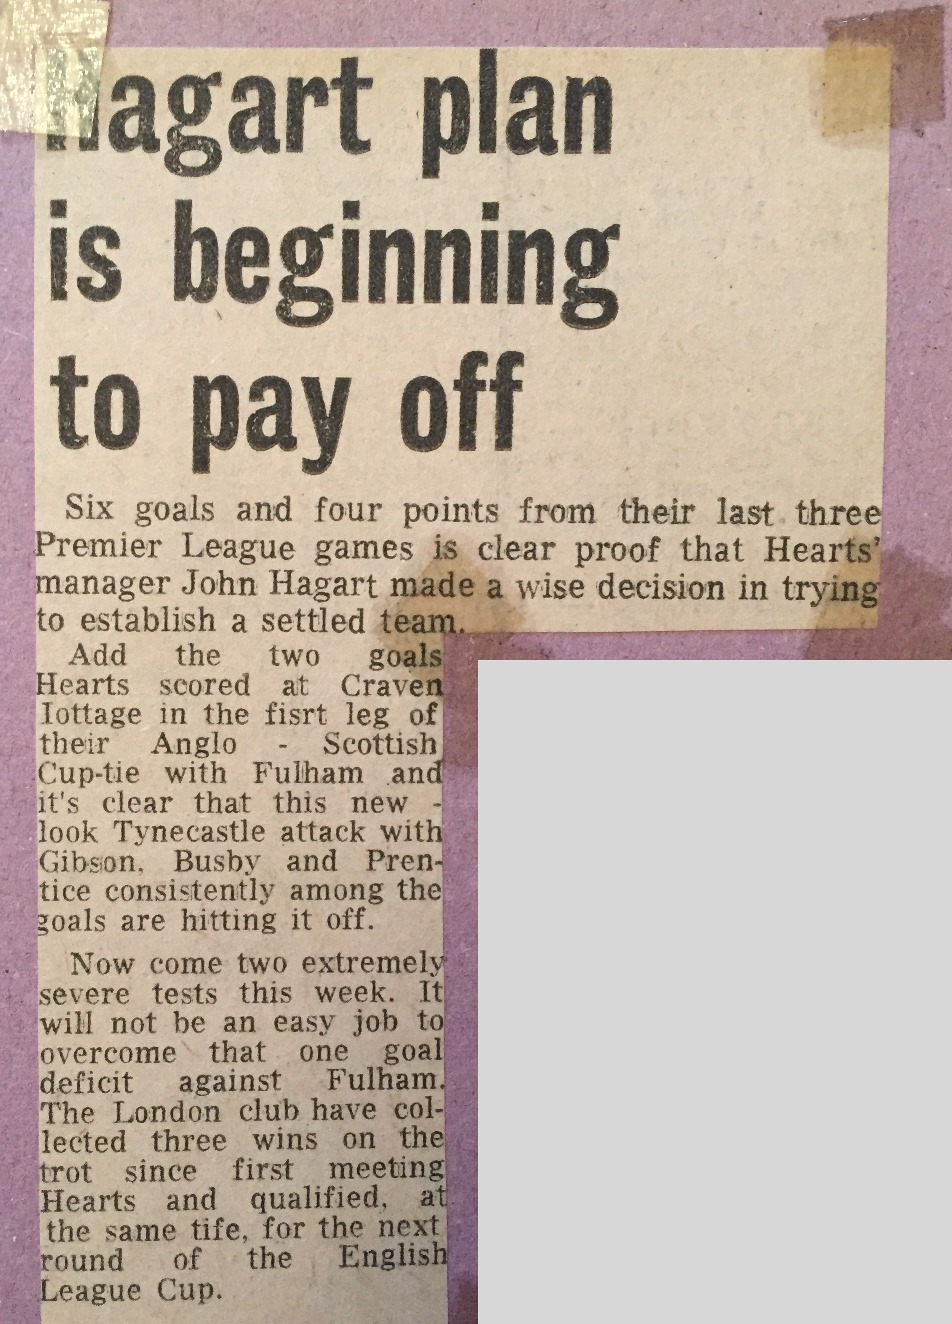 Hagart plan
is beginning
to pay off
Six goals and four points from their last three
Premier League games is clear proof that Hearts'
manager John Hagart made a wise decision in trying
to establish a settled team.
Add the two goals
Hearts scored at Craven
Iottage in the fisrt leg of
their Anglo - Scottish
Cup-tie with Fulham and
it's clear that this new -
look Tynecastle attack with
Gibson, Busby and Pren-
tice consistently among the
goals are hitting it off.
Now come two extremely
severe tests this week. It
will not be an easy job to
overcome that one goal
deficit against Fulham.
The London club have col-
lected three wins on the
trot since first meeting
Hearts and qualified, at
the same tife, for the next
round of the English
League Cup.